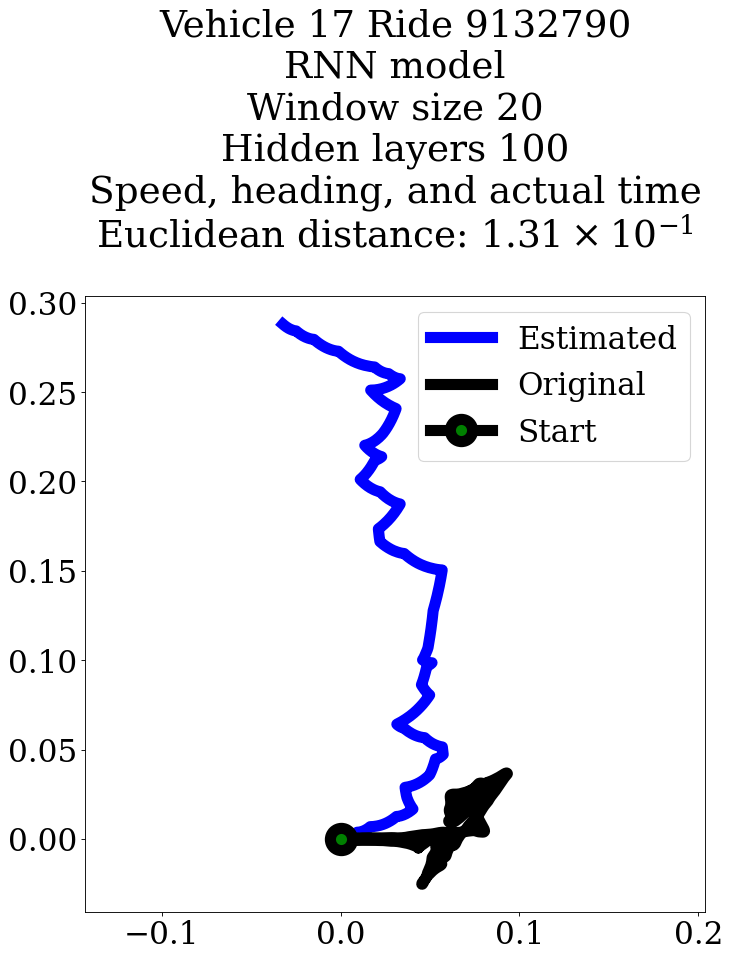 Vehicle 17 Ride 9132790
RNN model
Window size 20
Hidden layers 100
Speed, heading, and actual time
Euclidean distance: 1.31 × 10⁻¹
0.30
0.25
0.20
0.15
0.10
0.05
0.00
Estimated
Original
Start
−0.1
0.0
0.1
0.2